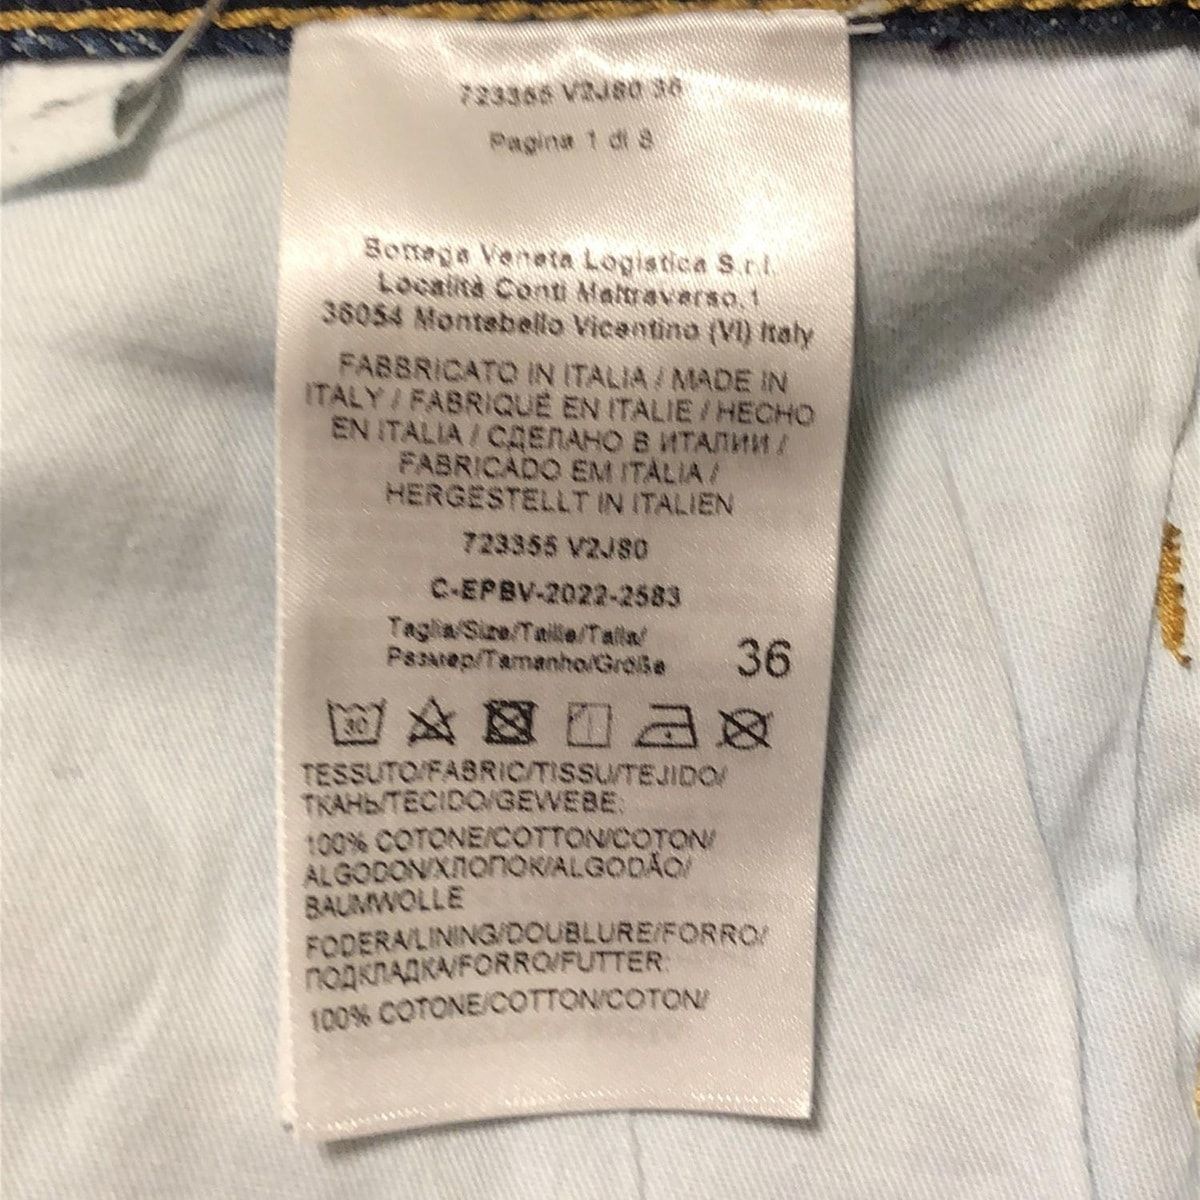 723355 V2J80 36
Pagina 1 di 8
Bottega Veneta Logistica S.r.l.
Località Conti Maltraverso,1
36054 Montebello Vicentino (VI) Italy
FABBRICATO IN ITALIA / MADE IN
ITALY / FABRIQUÉ EN ITALIE / HECHO
EN ITALIA / СДЕЛАНО В ИТАЛИИ /
FABRICADO EM ITÁLIA /
HERGESTELLT IN ITALIEN
723355 V2J80
C-EPBV-2022-2583
Taglia/Size/Taille/Talla/
Размер/Tamanho/Größe 36
30
TESSUTO/FABRIC/TISSU/TEJIDO/
ТКАНЬ/TECIDO/GEWEBE:
100% COTONE/COTTON/COTON/
ALGODON/ХЛОПОК/ALGODÃO/
BAUMWOLLE
FODERA/LINING/DOUBLURE/FORRO/
ПОДКЛАДКА/FORRO/FUTTER:
100% COTONE/COTTON/COTON/